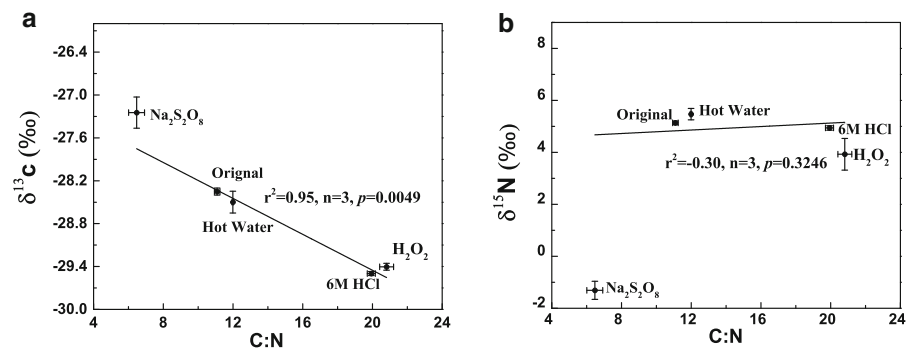 a
-26.4
-27.0
-27.6
-28.2
-28.8
-29.4
-30.0
δ¹³c (‰)
Na₂S₂O₈
Orignal
r²=0.95, n=3, p=0.0049
Hot Water
H₂O₂
6M HCl
4 8 12 16 20 24
C:N
b
8
6
4
2
0
-2
δ¹⁵N (‰)
Original
Hot Water
6M HCl
r²=-0.30, n=3, p=0.3246
H₂O₂
Na₂S₂O₈
4 8 12 16 20 24
C:N